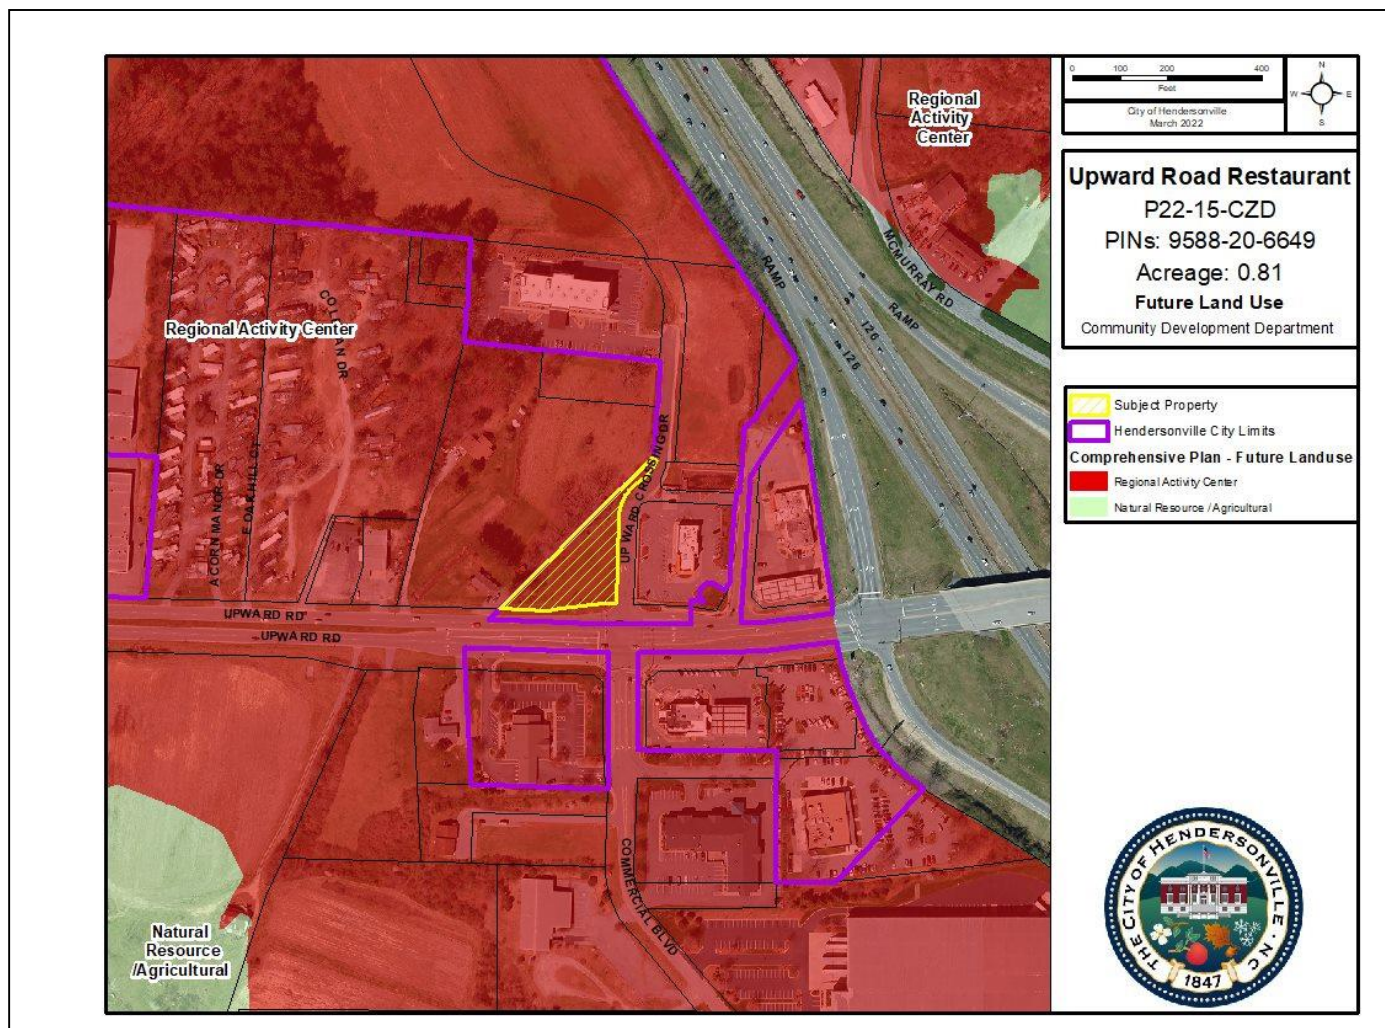 Regional
Activity
Center
Regional Activity Center
COLEMAN DR
ACORN MANOR DR
E OAK HILL CT
UPWARD CROSSING DR
UPWARD RD
UPWARD RD
COMMERCIAL BLVD
RAMP
I 26
I 26
RAMP
MCMURRAY RD
Natural
Resource
/Agricultural
0 100 200 400
Feet
City of Hendersonville
March 2022
N
W E
S
Upward Road Restaurant
P22-15-CZD
PINs: 9588-20-6649
Acreage: 0.81
Future Land Use
Community Development Department
Subject Property
Hendersonville City Limits
Comprehensive Plan - Future Landuse
Regional Activity Center
Natural Resource / Agricultural
THE CITY OF HENDERSONVILLE, N.C.
1847